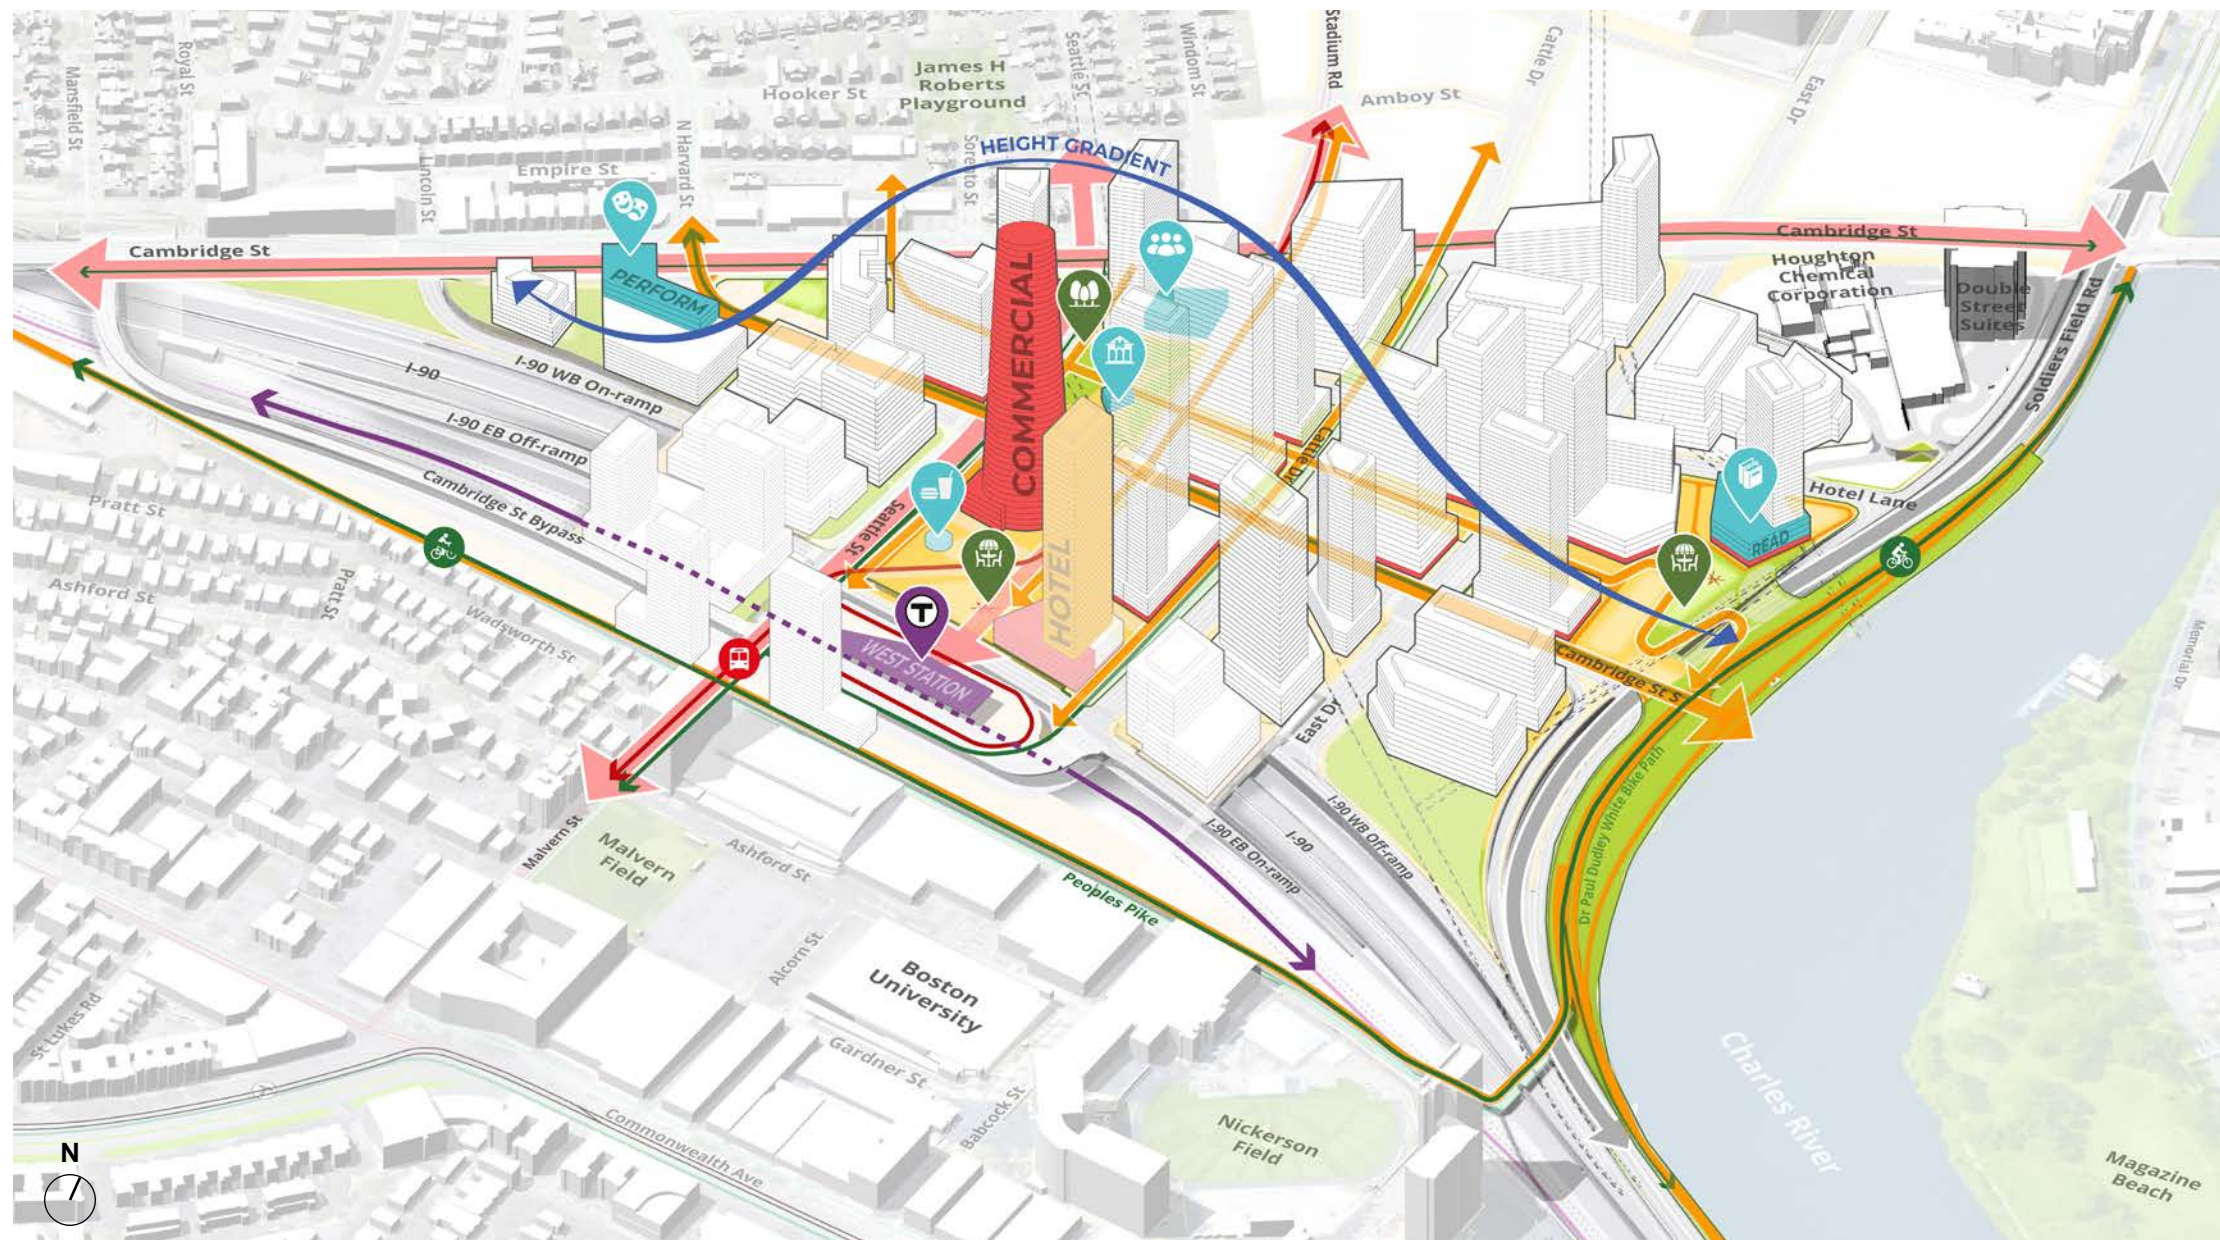 Mansfield St
Royal St
Lincoln St
Empire St
N Harvard St
Hooker St
James H
Roberts
Playground
Soreato St
Seattle St
Windom St
Stadium Rd
Amboy St
Cattle Dr
East Dr
HEIGHT GRADIENT
Cambridge St
Cambridge St
PERFORM
COMMERCIAL
Houghton
Chemical
Corporation
Double
Street
Suites
Soldiers Field Rd
I-90
I-90 WB On-ramp
I-90 EB Off-ramp
Cambridge St Bypass
Seattle St
Cattle Dr
Hotel Lane
READ
HOTEL
T
WEST STATION
Pratt St
Ashford St
Pratt St
Wadsworth St
Cambridge St S
East Dr
Memorial Dr
Dr Paul Dudley White Bike Path
I-90 WB Off-ramp
I-90
I-90 EB On-ramp
Malvern St
Malvern
Field
Ashford St
Peoples Pike
Alcorn St
Boston
University
Gardner St
Babcock St
St Lukes Rd
T
Commonwealth Ave
Nickerson
Field
Charles River
Magazine
Beach
N